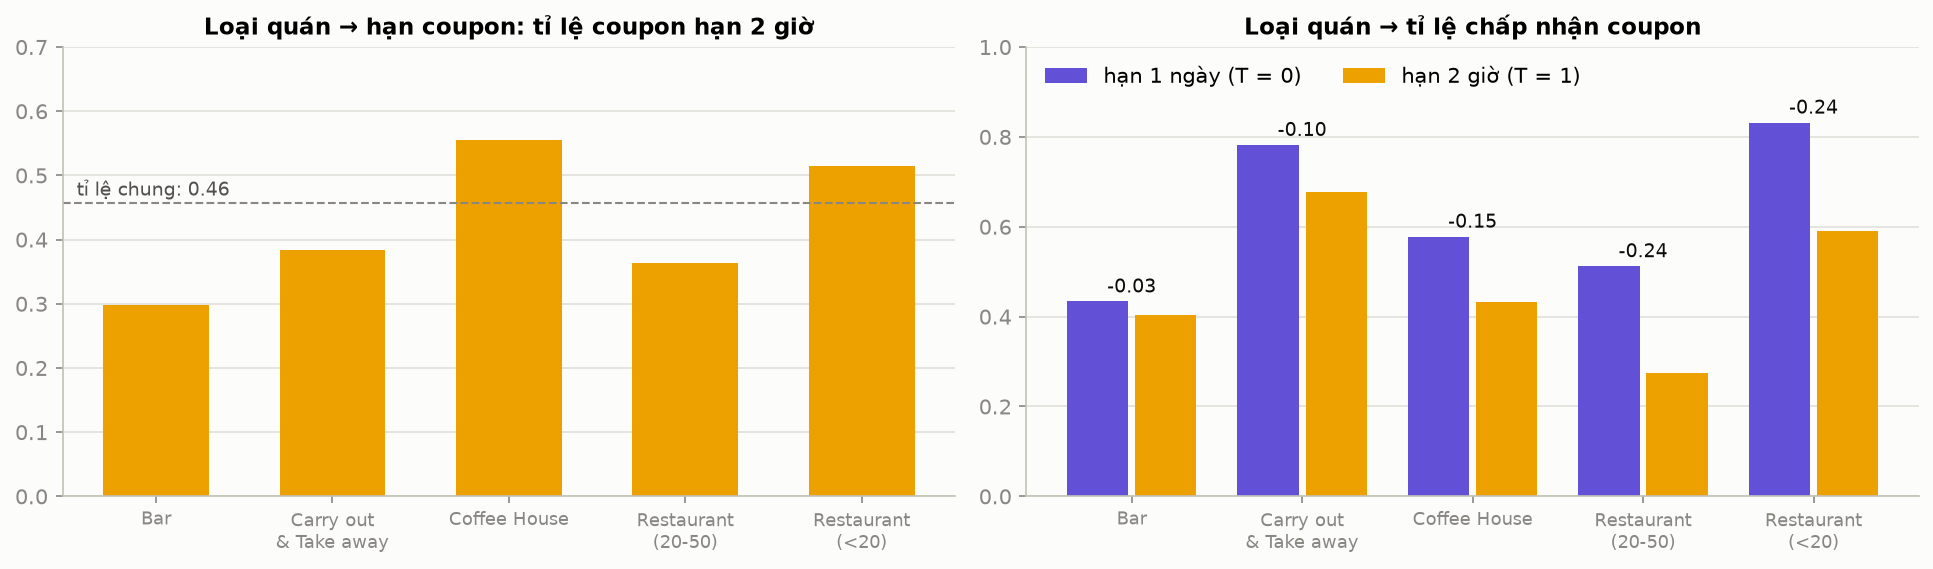 Loại quán → hạn coupon: tỉ lệ coupon hạn 2 giờ
0.7
0.6
0.5
0.4
0.3
0.2
0.1
0.0
tỉ lệ chung: 0.46
Bar
Carry out
& Take away
Coffee House
Restaurant
(20-50)
Restaurant
(<20)
Loại quán → tỉ lệ chấp nhận coupon
1.0
0.8
0.6
0.4
0.2
0.0
hạn 1 ngày (T = 0)
hạn 2 giờ (T = 1)
-0.03
-0.10
-0.15
-0.24
-0.24
Bar
Carry out
& Take away
Coffee House
Restaurant
(20-50)
Restaurant
(<20)